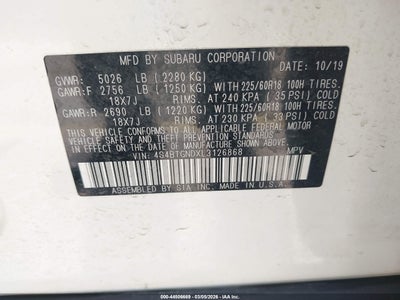 MFD BY SUBARU CORPORATION 10/19
GVWR: 5026 LB (2280 KG)
GAWR:F 2756 LB (1250 KG) WITH 225/60R18 100H TIRES.
18X7J RIMS. AT 240 KPA (35 PSI) COLD
GAWR:R 2690 LB (1220 KG) WITH 225/60R18 100H TIRES.
18X7J RIMS. AT 230 KPA (33 PSI) COLD
THIS VEHICLE CONFORMS TO ALL APPLICABLE FEDERAL MOTOR
VEHICLE SAFETY AND THEFT PREVENTION STANDARDS IN EFFECT
ON THE DATE OF MANUFACTURE SHOWN ABOVE.
VIN: 4S4BTGNDXL3126868 MPV
ASSEMBLED BY SIA INC. MADE IN U.S.A.
000-44508669 - 03/05/2026 - IAA, Inc.